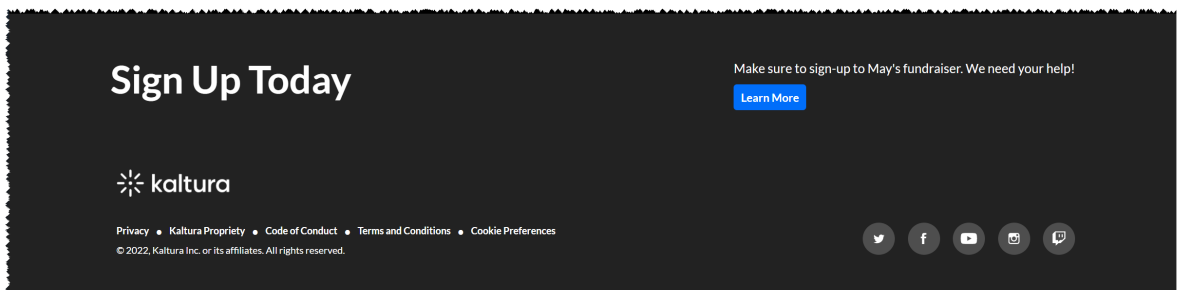 Sign Up Today
Make sure to sign-up to May's fundraiser. We need your help!
Learn More
kaltura
Privacy ● Kaltura Propriety ● Code of Conduct ● Terms and Conditions ● Cookie Preferences
© 2022, Kaltura Inc. or its affiliates. All rights reserved.